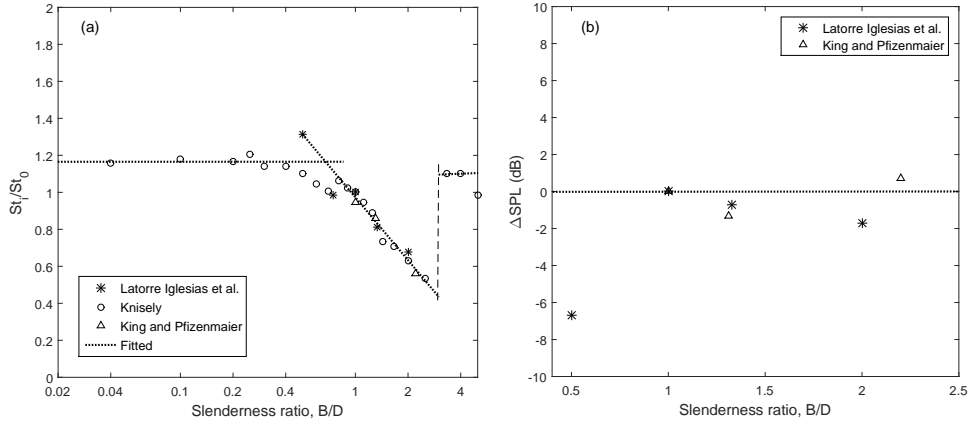 (a)
2
1.8
1.6
1.4
1.2
1
0.8
0.6
0.4
0.2
0
St_i/St_0
Latorre Iglesias et al.
Knisely
King and Pfizenmaier
Fitted
0.02 0.04 0.1 0.2 0.4 1 2 4
Slenderness ratio, B/D
(b)
Latorre Iglesias et al.
King and Pfizenmaier
10
8
6
4
2
0
-2
-4
-6
-8
-10
ΔSPL (dB)
0.5 1 1.5 2 2.5
Slenderness ratio, B/D